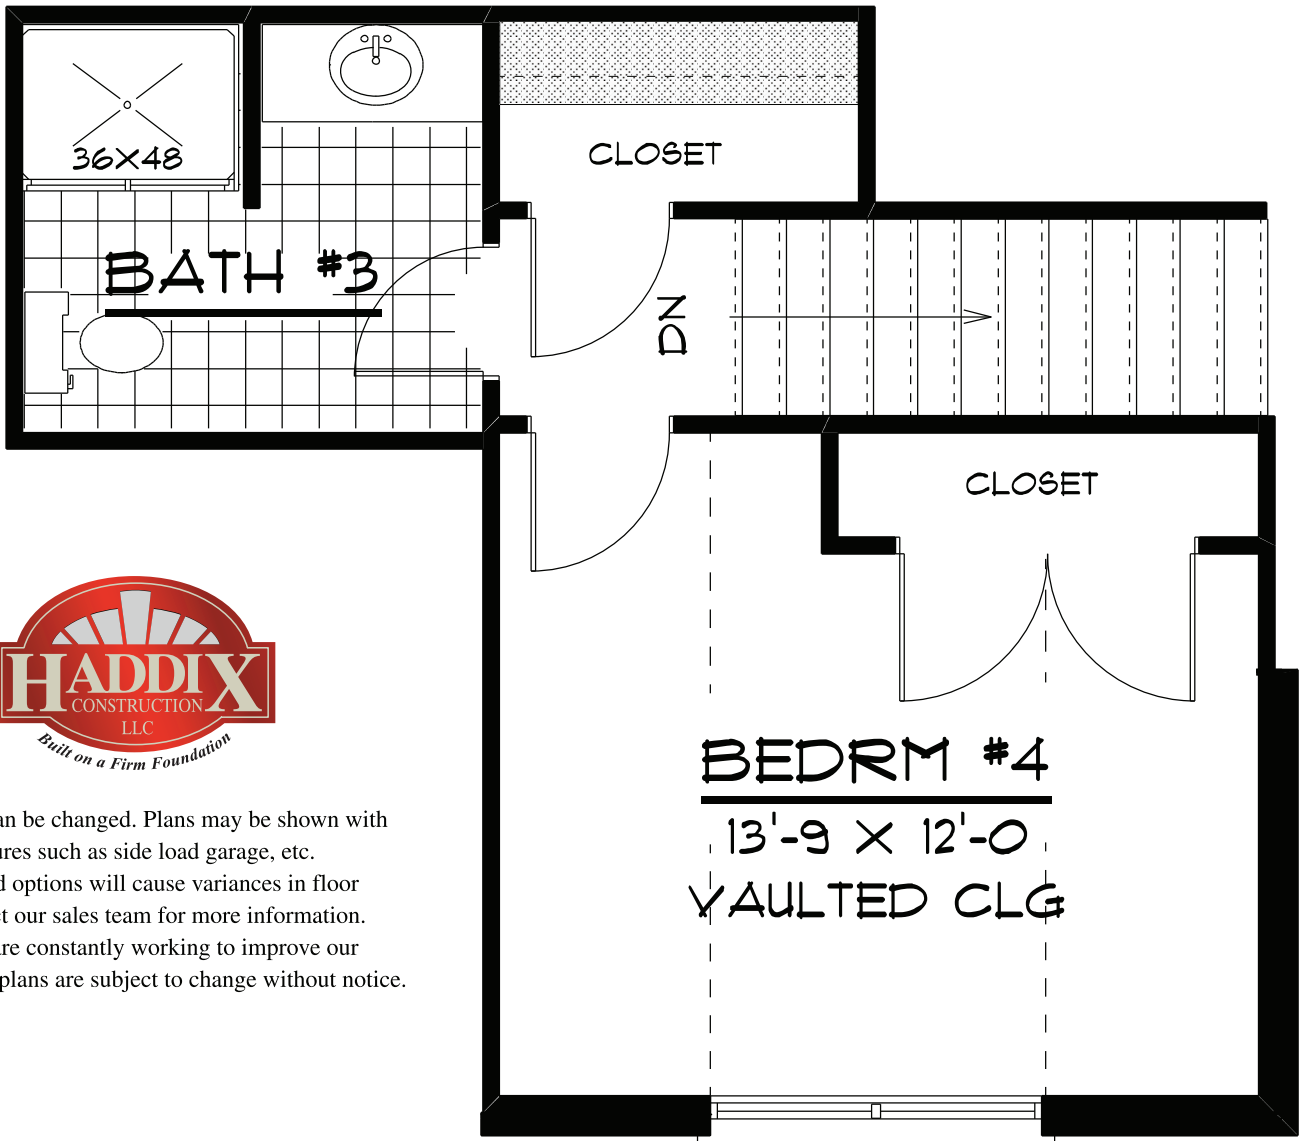 36X48
CLOSET
BATH #3
DN
CLOSET
HADDIX
CONSTRUCTION
LLC
Built on a Firm Foundation
BEDRM #4
13'-9 X 12'-0
VAULTED CLG
be changed. Plans may be shown with
such as side load garage, etc.
options will cause variances in floor
our sales team for more information.
constantly working to improve our
plans are subject to change without notice.